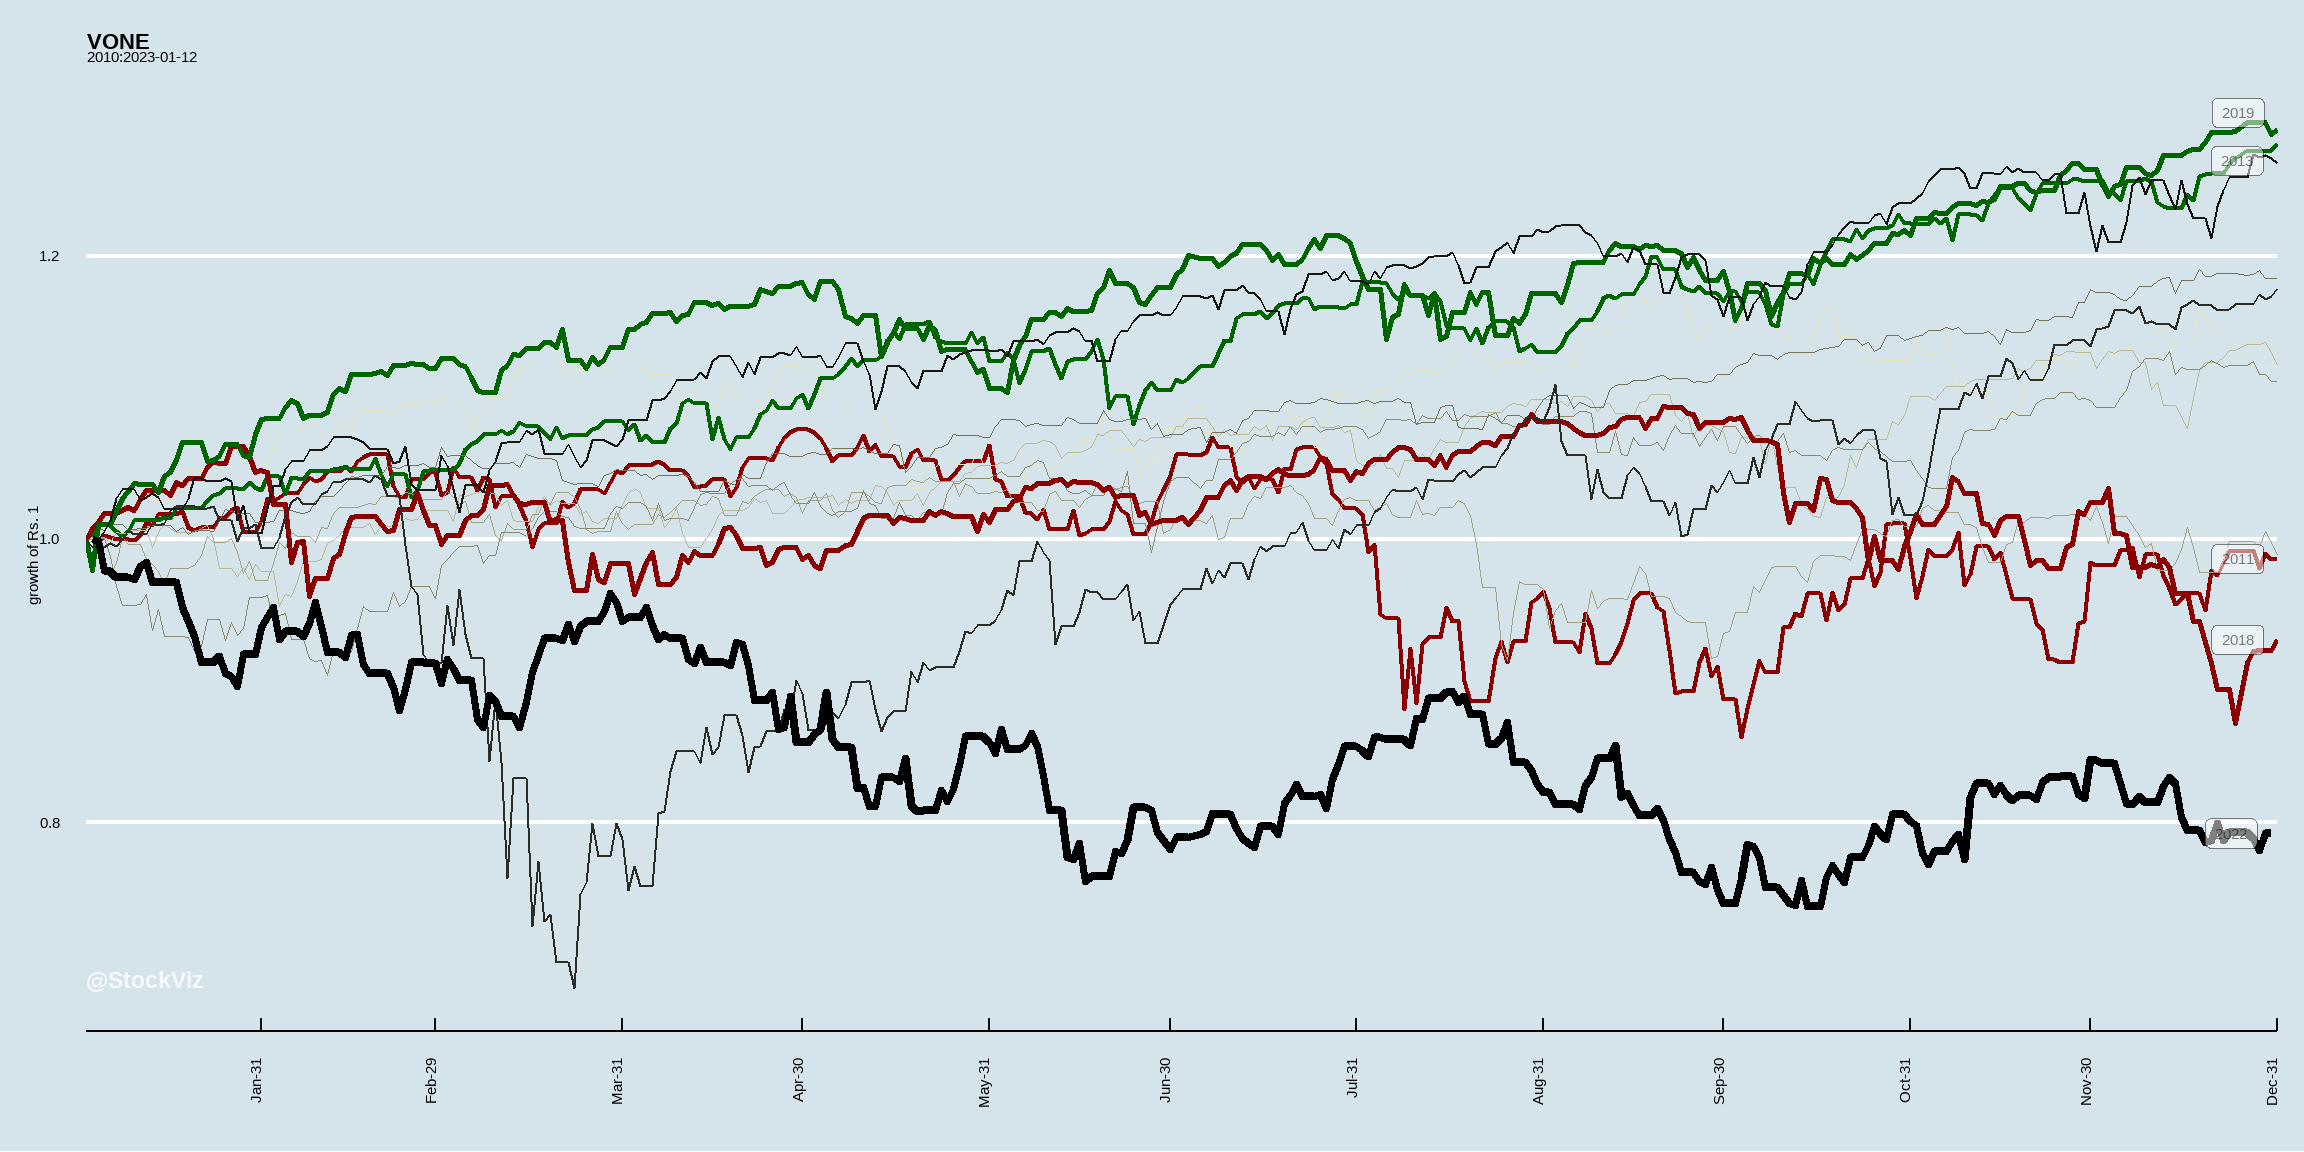 VONE
2010:2023-01-12
2019
2013
1.2
growth of Rs. 1
1.0
2011
2018
0.8
2022
@StockViz
Jan-31
Feb-29
Mar-31
Apr-30
May-31
Jun-30
Jul-31
Aug-31
Sep-30
Oct-31
Nov-30
Dec-31